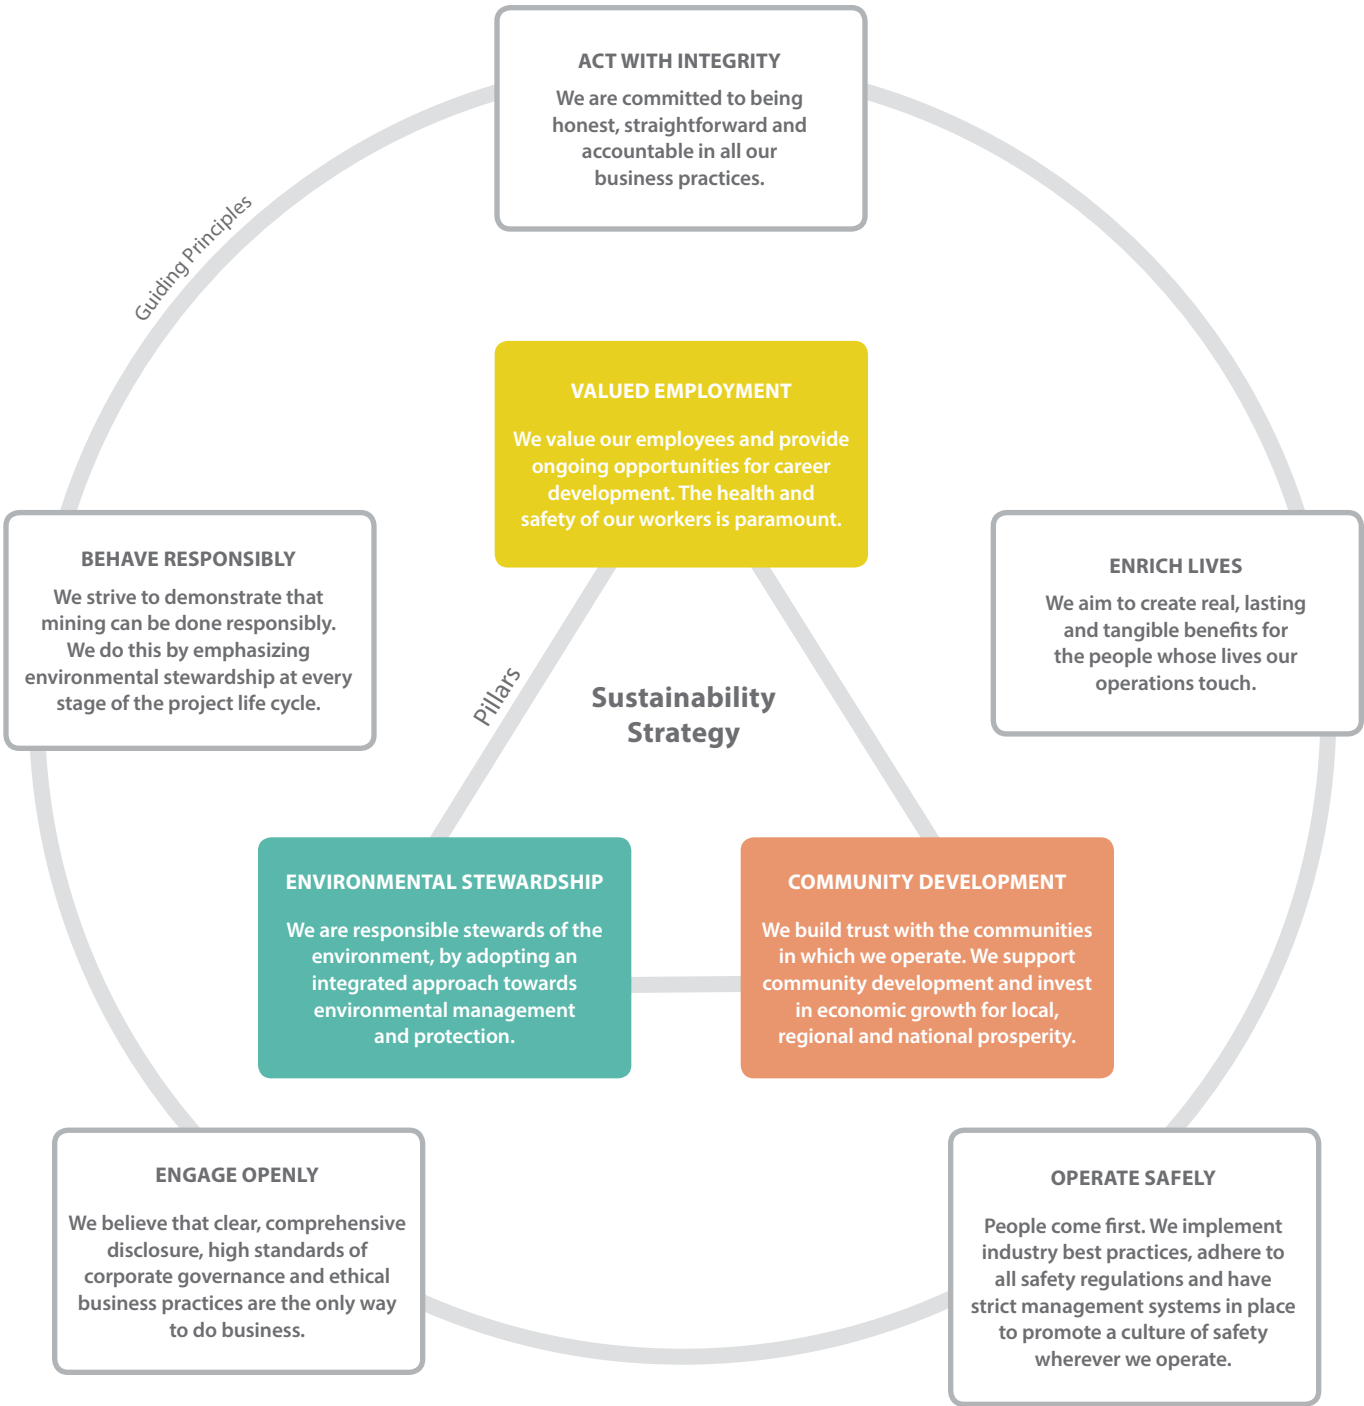 ACT WITH INTEGRITY
We are committed to being
honest, straightforward and
accountable in all our
business practices.
Guiding Principles
VALUED EMPLOYMENT
We value our employees and provide
ongoing opportunities for career
development. The health and
safety of our workers is paramount.
BEHAVE RESPONSIBLY
We strive to demonstrate that
mining can be done responsibly.
We do this by emphasizing
environmental stewardship at every
stage of the project life cycle.
ENRICH LIVES
We aim to create real, lasting
and tangible benefits for
the people whose lives our
operations touch.
Pillars
Sustainability
Strategy
ENVIRONMENTAL STEWARDSHIP
We are responsible stewards of the
environment, by adopting an
integrated approach towards
environmental management
and protection.
COMMUNITY DEVELOPMENT
We build trust with the communities
in which we operate. We support
community development and invest
in economic growth for local,
regional and national prosperity.
ENGAGE OPENLY
We believe that clear, comprehensive
disclosure, high standards of
corporate governance and ethical
business practices are the only way
to do business.
OPERATE SAFELY
People come first. We implement
industry best practices, adhere to
all safety regulations and have
strict management systems in place
to promote a culture of safety
wherever we operate.